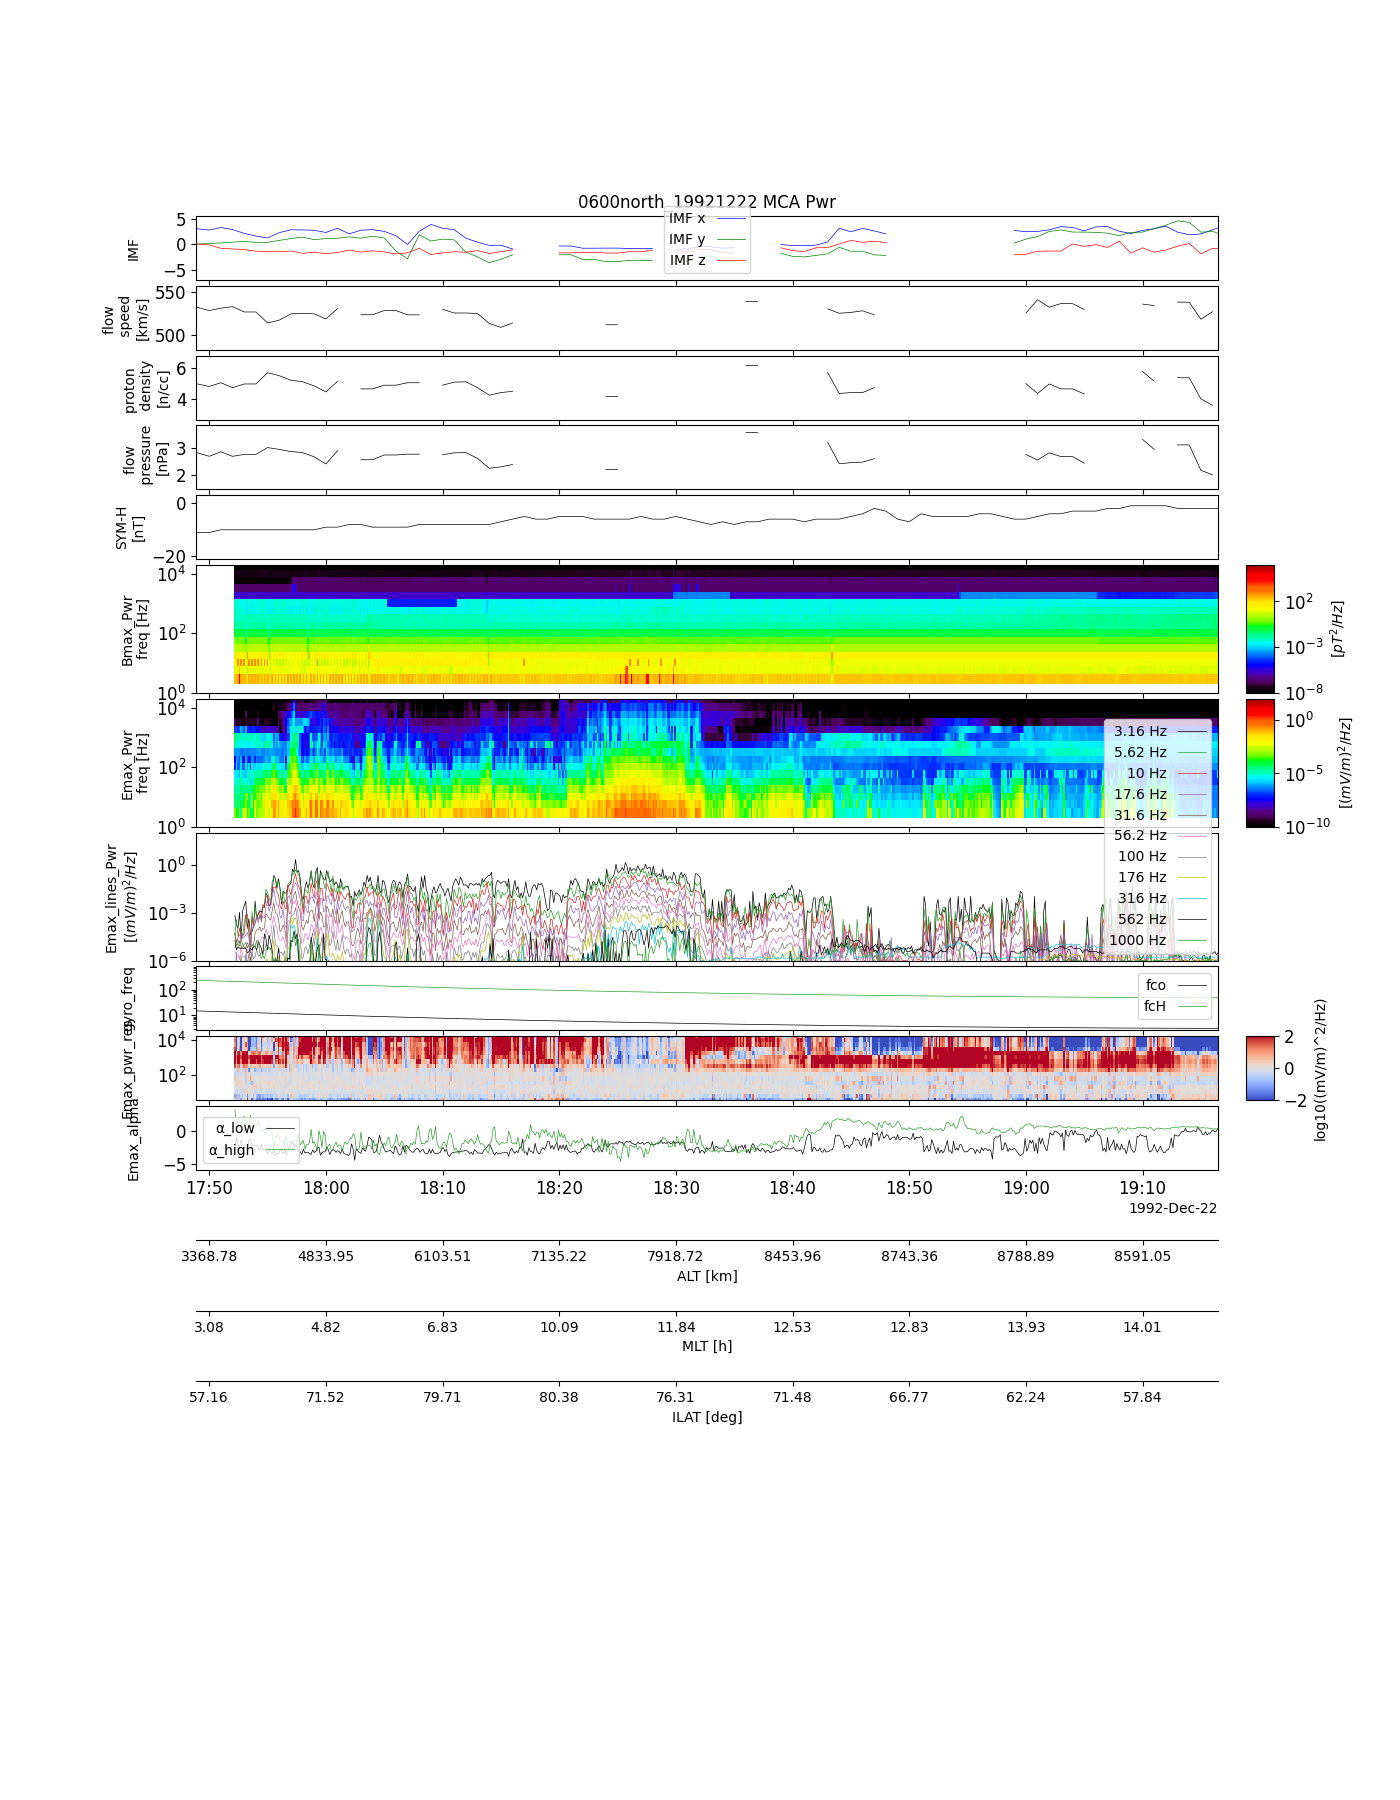 0600north_19921222 MCA Pwr
IMF
5
0
−5
IMF x
IMF y
IMF z
flow
speed
[km/s]
550
500
proton
density
[n/cc]
6
4
flow
pressure
[nPa]
3
2
SYM-H
[nT]
0
−20
Bmax_Pwr
freq [Hz]
10^4
10^2
10^0
10^2
10^−3
10^−8
[pT^2/Hz]
Emax_Pwr
freq [Hz]
10^4
10^2
10^0
10^0
10^−5
10^−10
[(mV/m)^2/Hz]
3.16 Hz
5.62 Hz
10 Hz
17.6 Hz
31.6 Hz
56.2 Hz
100 Hz
176 Hz
316 Hz
562 Hz
1000 Hz
Emax_lines_Pwr
[(mV/m)^2/Hz]
10^0
10^−3
10^−6
gyro_freq
10^2
10^1
fco
fcH
Emax_pwr_reg
10^4
10^2
2
0
−2
log10((mV/m)^2/Hz)
Emax_alpha
0
−5
α_low
α_high
17:50 18:00 18:10 18:20 18:30 18:40 18:50 19:00 19:10
1992-Dec-22
3368.78 4833.95 6103.51 7135.22 7918.72 8453.96 8743.36 8788.89 8591.05
ALT [km]
3.08 4.82 6.83 10.09 11.84 12.53 12.83 13.93 14.01
MLT [h]
57.16 71.52 79.71 80.38 76.31 71.48 66.77 62.24 57.84
ILAT [deg]